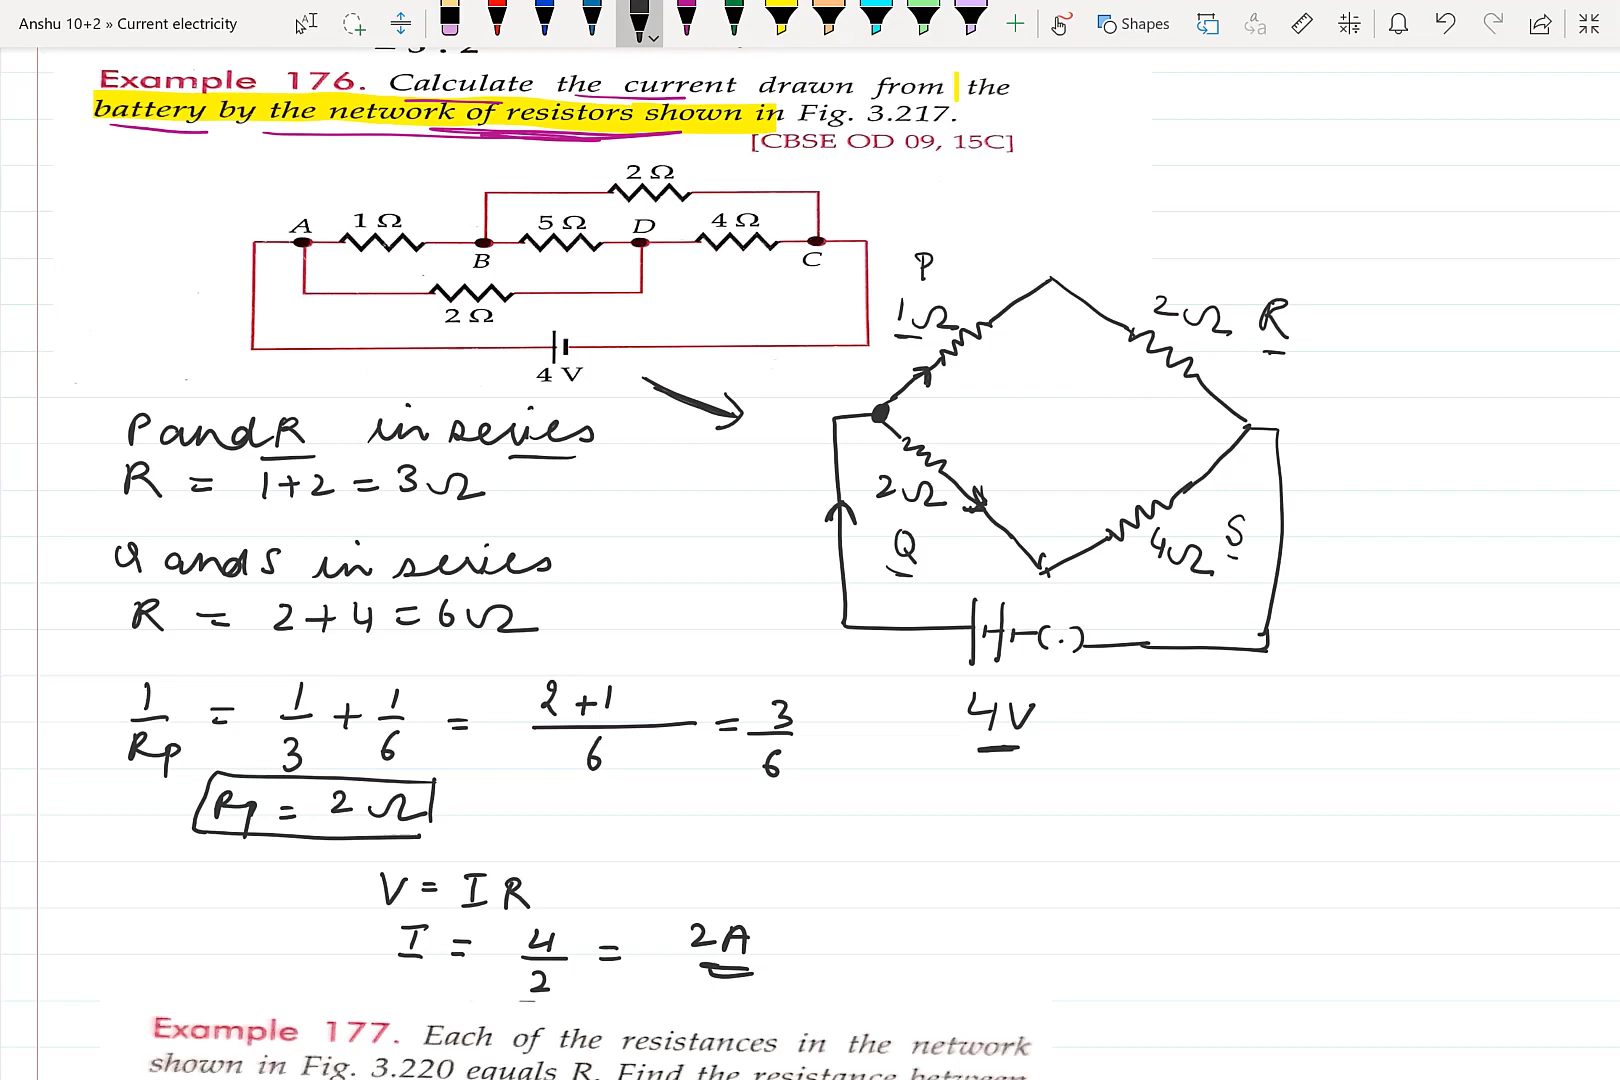 Anshu 10+2 » Current electricity
Shapes
= 3 : 2
Example 176. Calculate the current drawn from the
battery by the network of resistors shown in Fig. 3.217.
[CBSE OD 09, 15C]
2 Ω
A 1 Ω 5 Ω D 4 Ω
B C
2 Ω
4 V
P
1Ω
2Ω R
2Ω
Q
4Ω S
(.)
4V
P and R in series
R = 1+2 = 3Ω
Q and S in series
R = 2+4 = 6Ω
1/Rp = 1/3 + 1/6 = 2+1/6 = 3/6
Rp = 2 Ω
V = I R
I = 4/2 = 2A
Example 177. Each of the resistances in the network
shown in Fig. 3.220 equals R. Find the resistance between